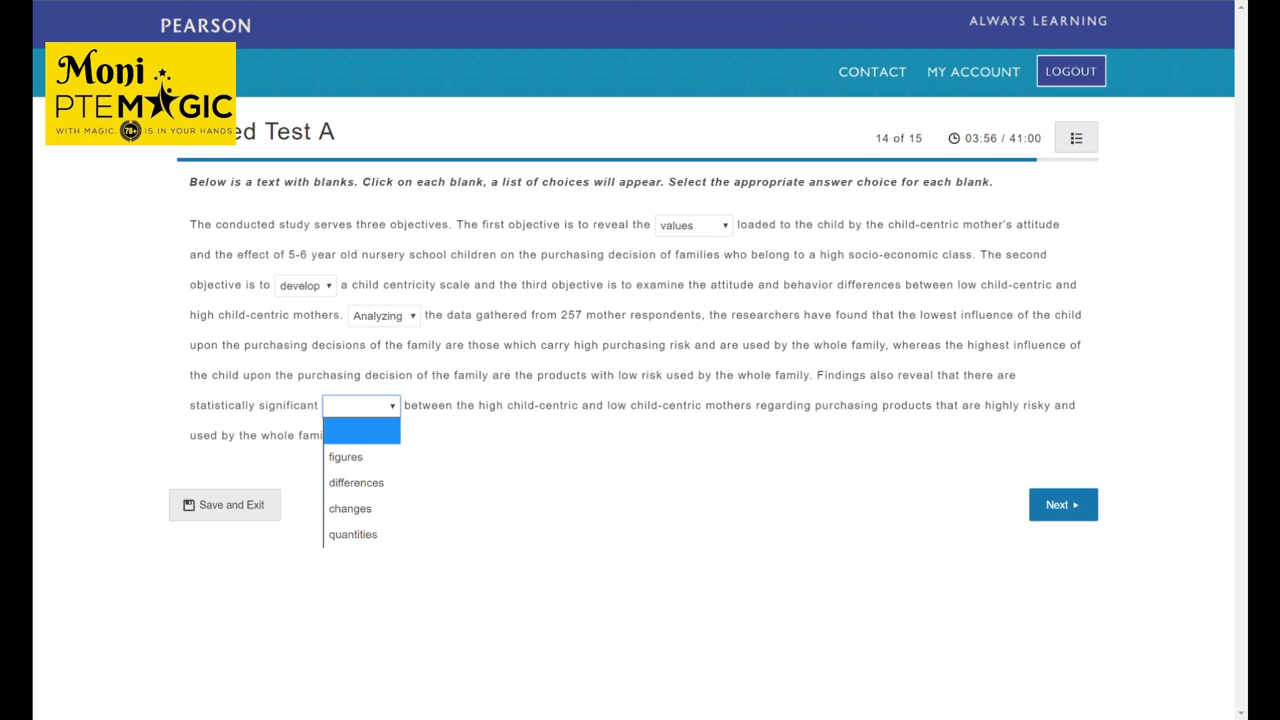 PEARSON
ALWAYS LEARNING
Moni
PTEMAGIC
WITH MAGIC, 79+ IS IN YOUR HANDS
CONTACT MY ACCOUNT LOGOUT
ed Test A
14 of 15 03:56 / 41:00
Below is a text with blanks. Click on each blank, a list of choices will appear. Select the appropriate answer choice for each blank.
The conducted study serves three objectives. The first objective is to reveal the values loaded to the child by the child-centric mother's attitude
and the effect of 5-6 year old nursery school children on the purchasing decision of families who belong to a high socio-economic class. The second
objective is to develop a child centricity scale and the third objective is to examine the attitude and behavior differences between low child-centric and
high child-centric mothers. Analyzing the data gathered from 257 mother respondents, the researchers have found that the lowest influence of the child
upon the purchasing decisions of the family are those which carry high purchasing risk and are used by the whole family, whereas the highest influence of
the child upon the purchasing decision of the family are the products with low risk used by the whole family. Findings also reveal that there are
statistically significant between the high child-centric and low child-centric mothers regarding purchasing products that are highly risky and
used by the whole fami
figures
differences
changes
quantities
Save and Exit
Next